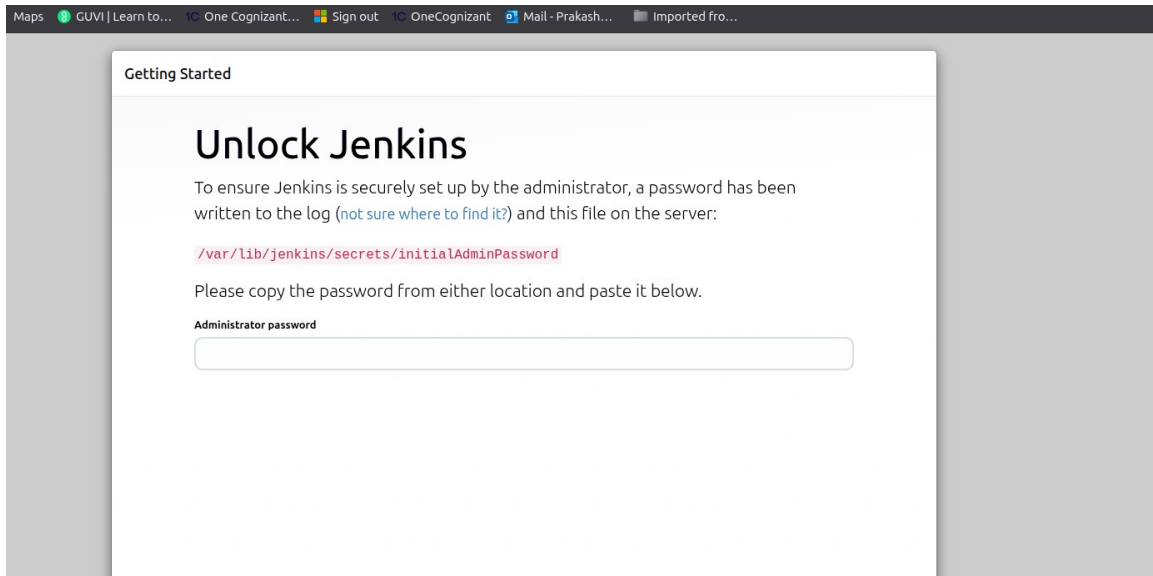 Maps GUVI | Learn to... 1C One Cognizant... Sign out 1C OneCognizant Mail - Prakash... Imported fro...
Getting Started
Unlock Jenkins
To ensure Jenkins is securely set up by the administrator, a password has been
written to the log (not sure where to find it?) and this file on the server:
/var/lib/jenkins/secrets/initialAdminPassword
Please copy the password from either location and paste it below.
Administrator password